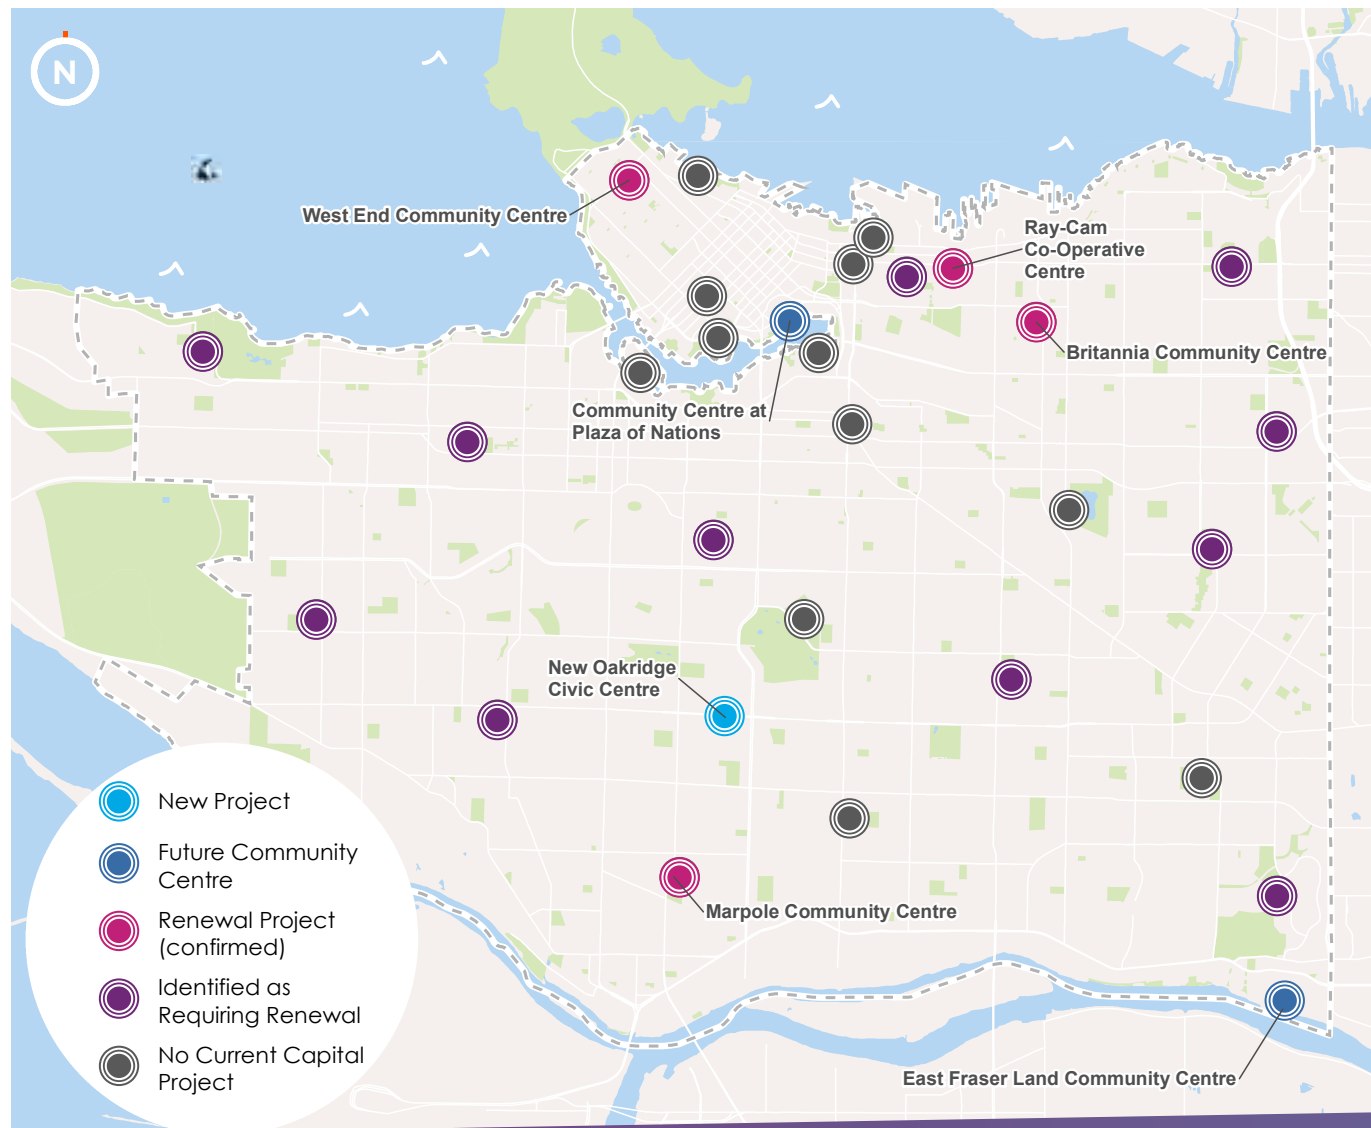 N
West End Community Centre
Ray-Cam
Co-Operative
Centre
Britannia Community Centre
Community Centre at
Plaza of Nations
New Oakridge
Civic Centre
Marpole Community Centre
East Fraser Land Community Centre
New Project
Future Community
Centre
Renewal Project
(confirmed)
Identified as
Requiring Renewal
No Current Capital
Project